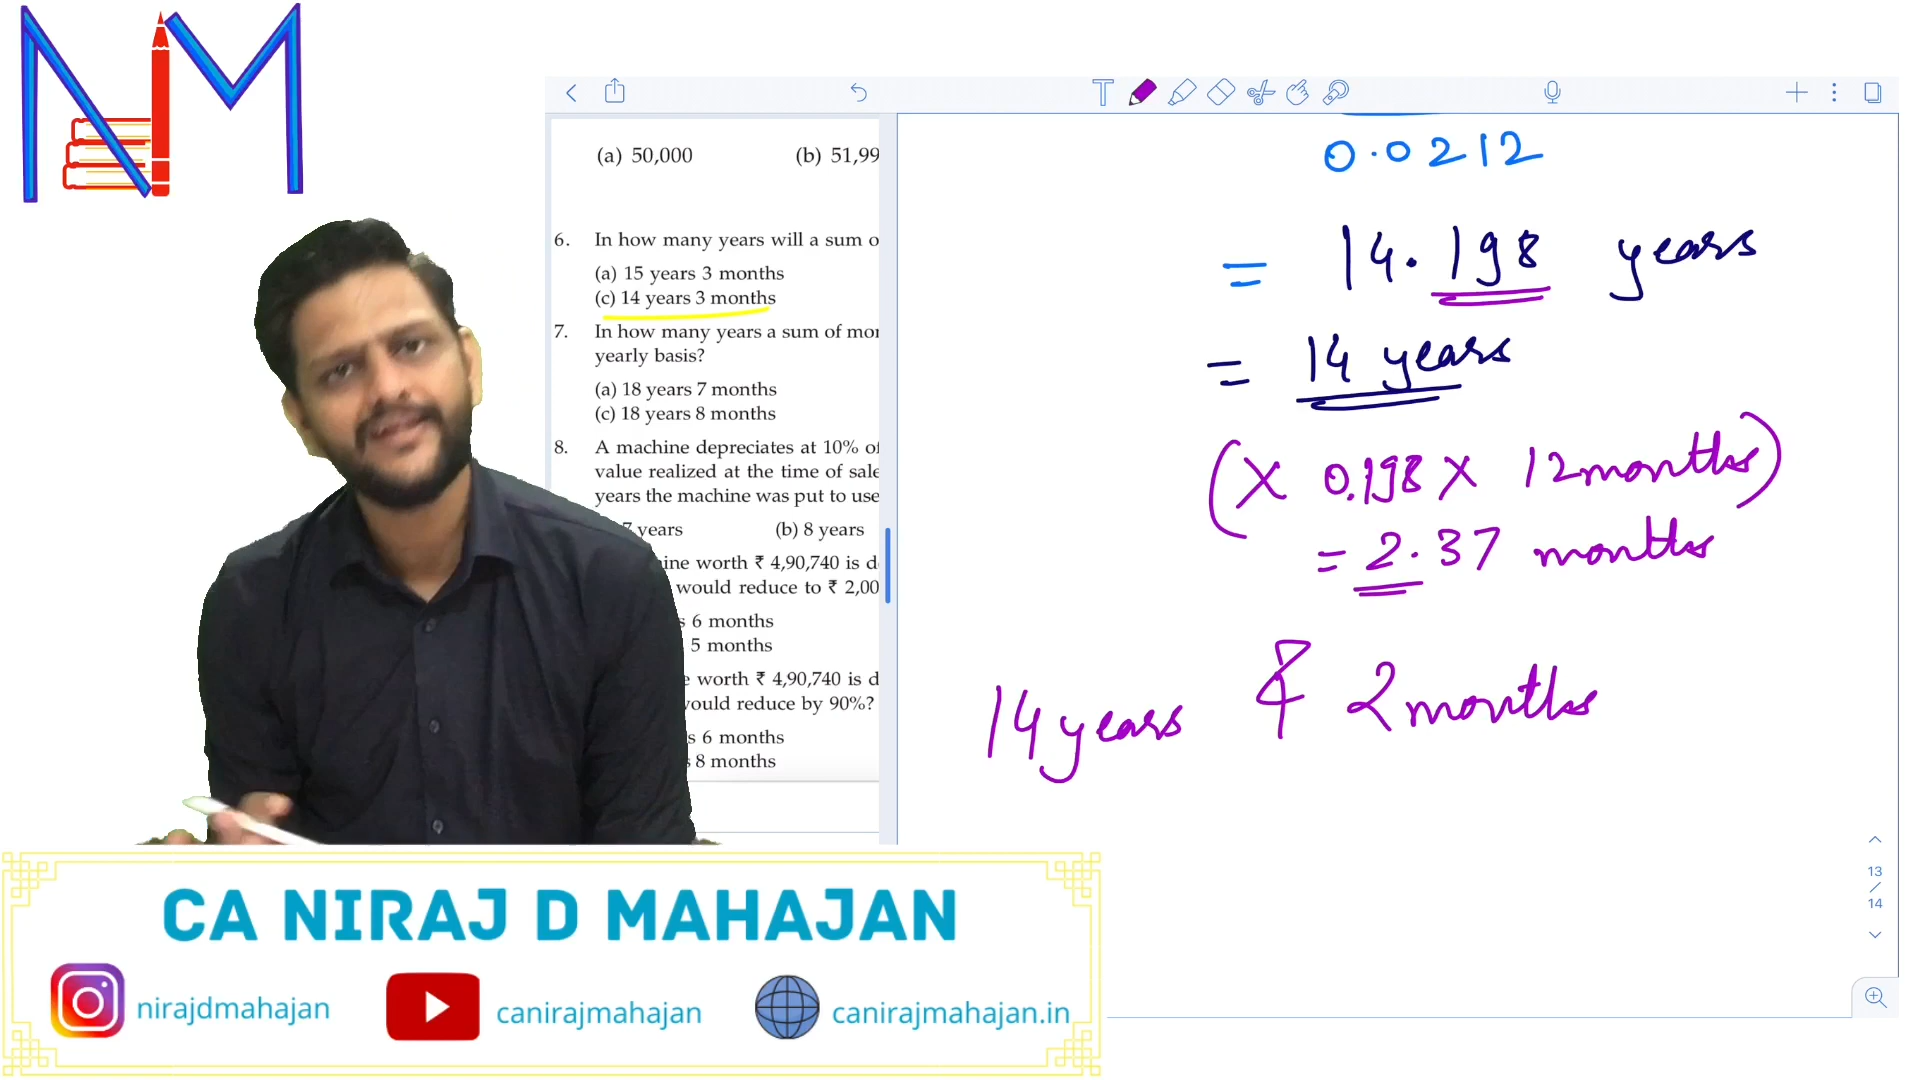 NM
(a) 50,000 (b) 51,99
6. In how many years will a sum o
(a) 15 years 3 months
(c) 14 years 3 months
7. In how many years a sum of mor
yearly basis?
(a) 18 years 7 months
(c) 18 years 8 months
8. A machine depreciates at 10% of
value realized at the time of sale
years the machine was put to use
7 years (b) 8 years
ine worth ₹ 4,90,740 is d
would reduce to ₹ 2,00
s 6 months
5 months
e worth ₹ 4,90,740 is d
ould reduce by 90%?
s 6 months
s 8 months
0.0212
= 14.198 years
= 14 years
(X 0.198 X 12months)
= 2.37 months
14years & 2months
13
/
14
CA NIRAJ D MAHAJAN
nirajdmahajan canirajmahajan canirajmahajan.in